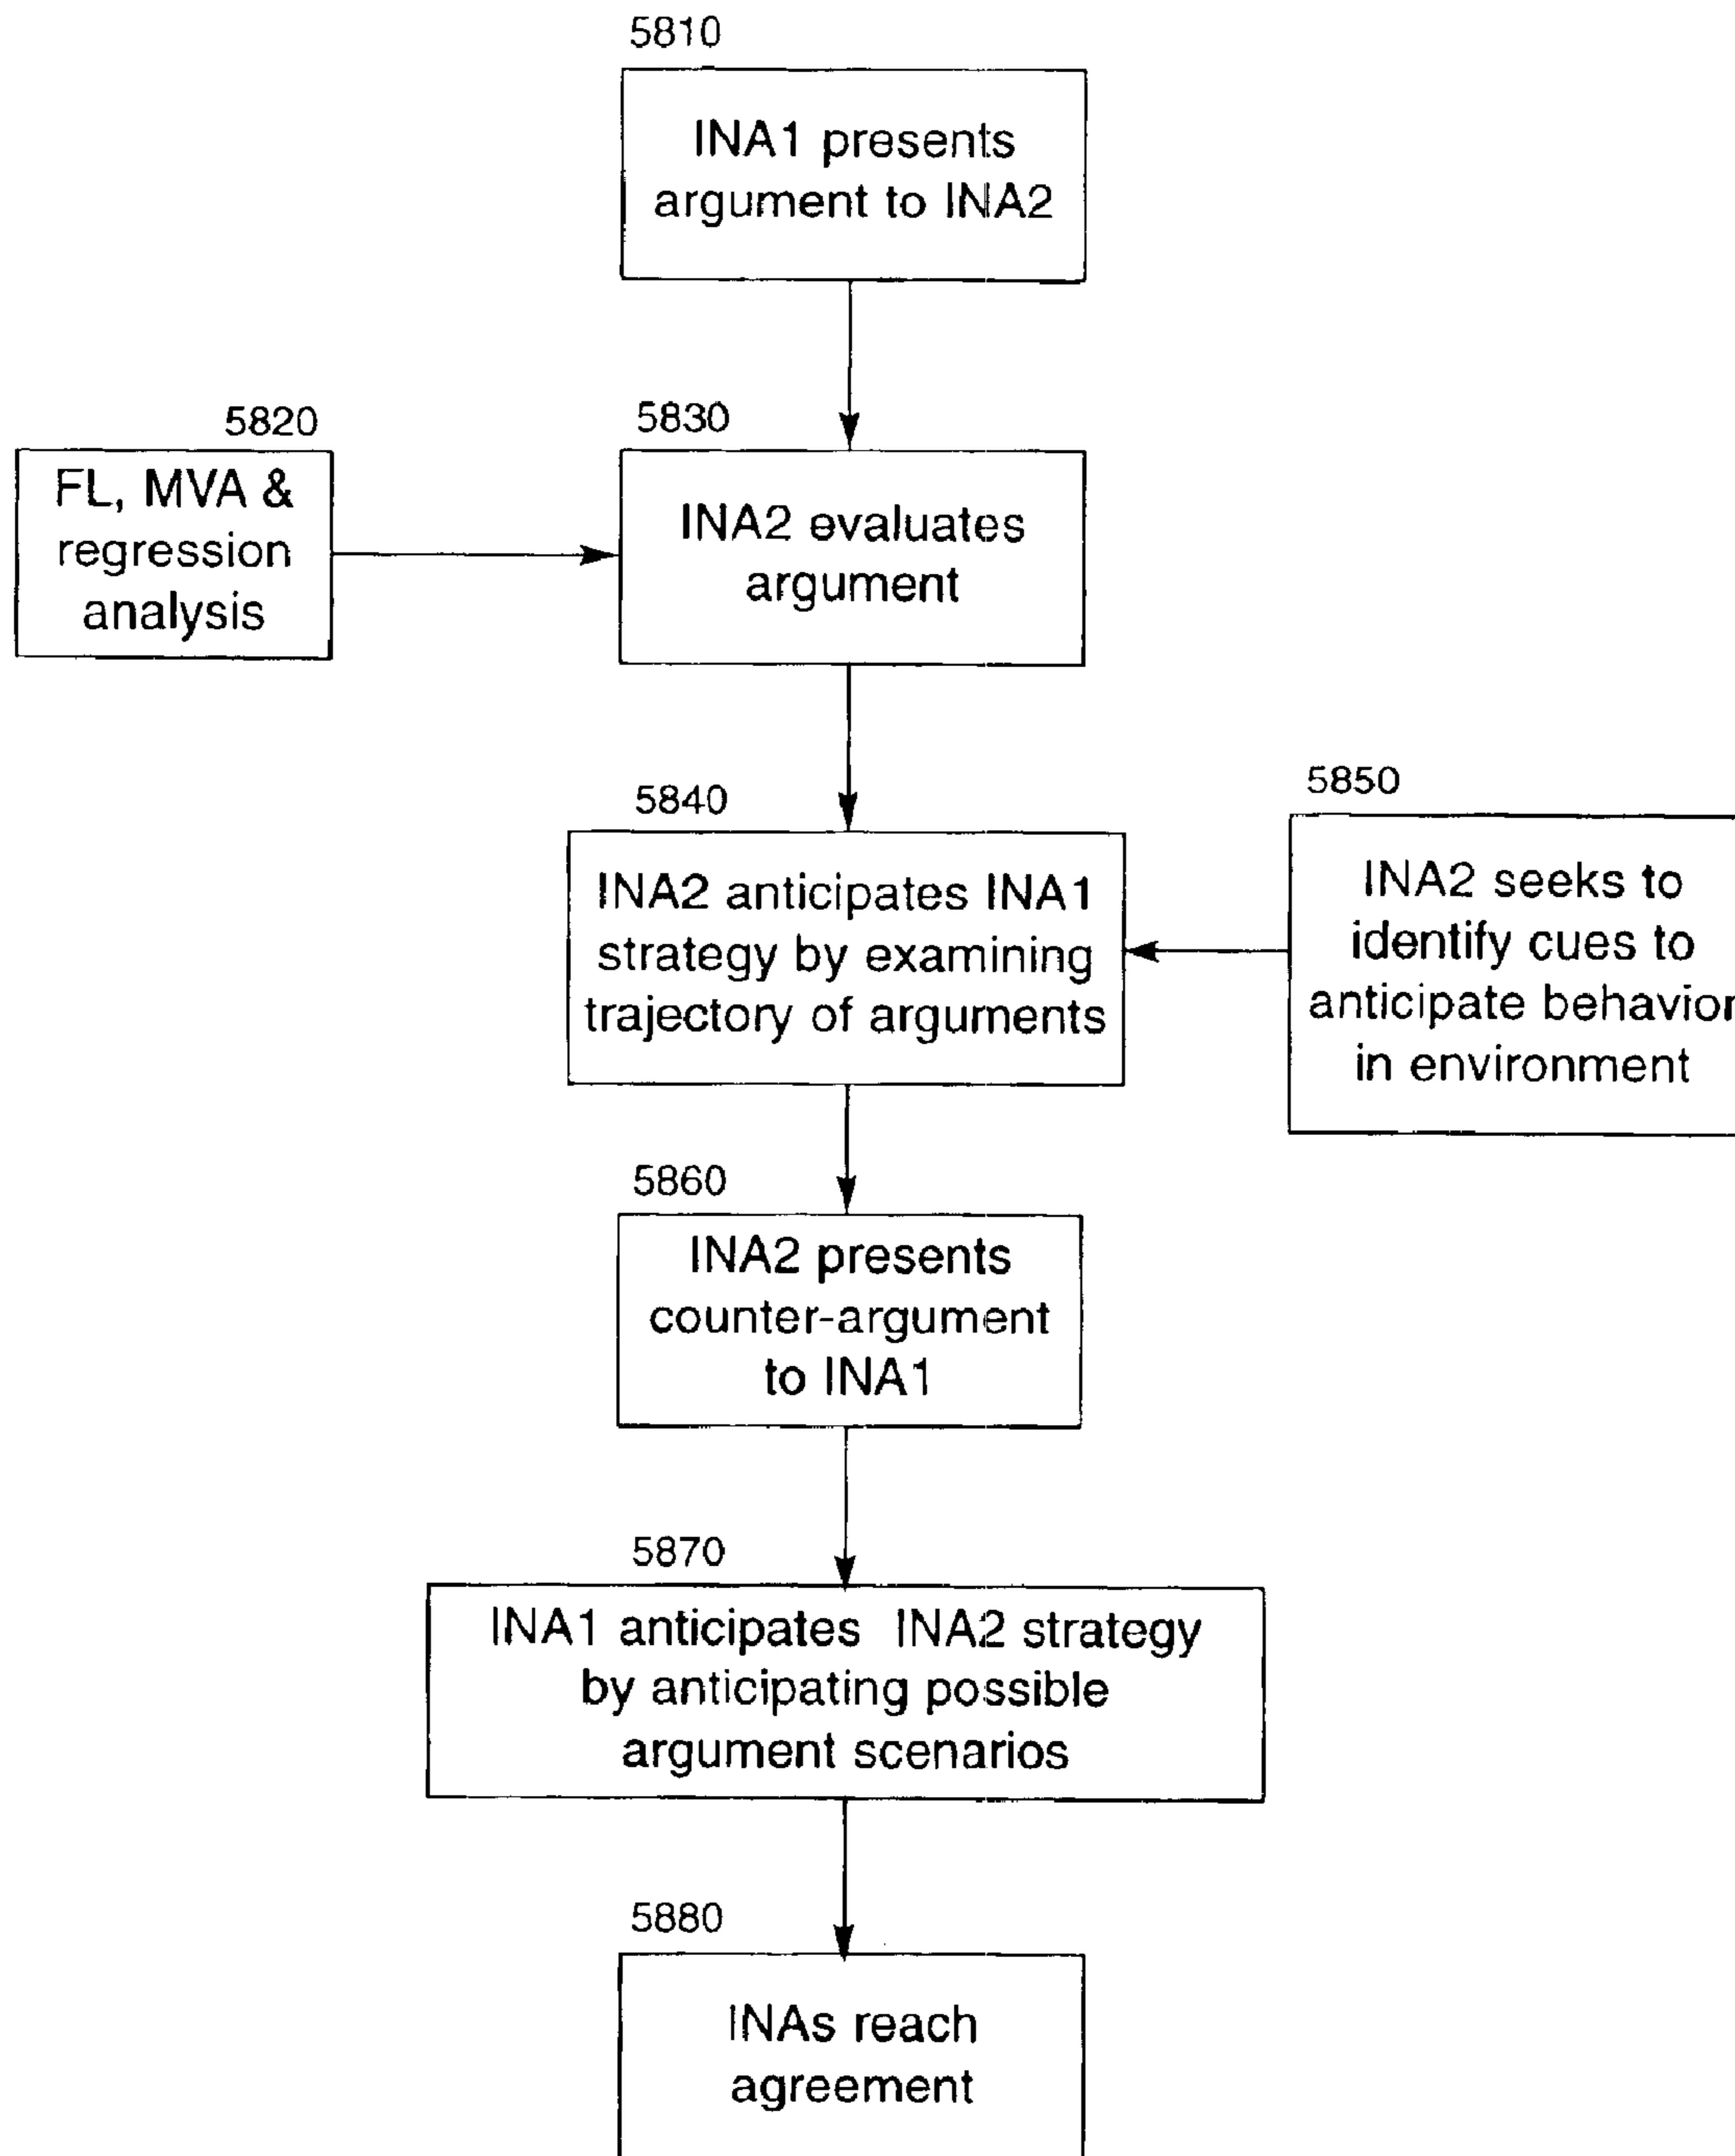 5810
INA1 presents
argument to INA2
5820
FL, MVA &
regression
analysis
5830
INA2 evaluates
argument
5840
INA2 anticipates INA1
strategy by examining
trajectory of arguments
5850
INA2 seeks to
identify cues to
anticipate behavior
in environment
5860
INA2 presents
counter-argument
to INA1
5870
INA1 anticipates INA2 strategy
by anticipating possible
argument scenarios
5880
INAs reach
agreement